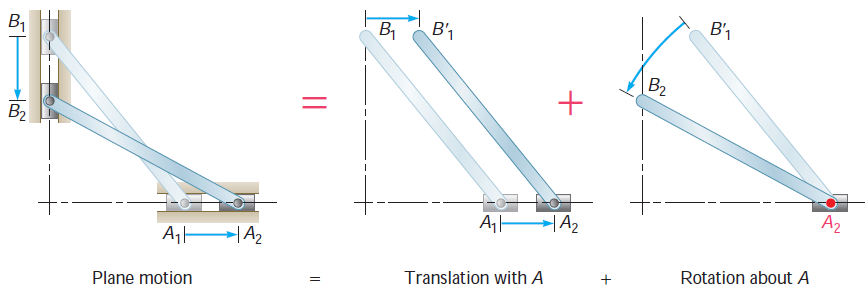 B₁
B₂
A₁
A₂
=
B₁
B'₁
A₁
A₂
+
B'₁
B₂
A₂
Plane motion = Translation with A + Rotation about A